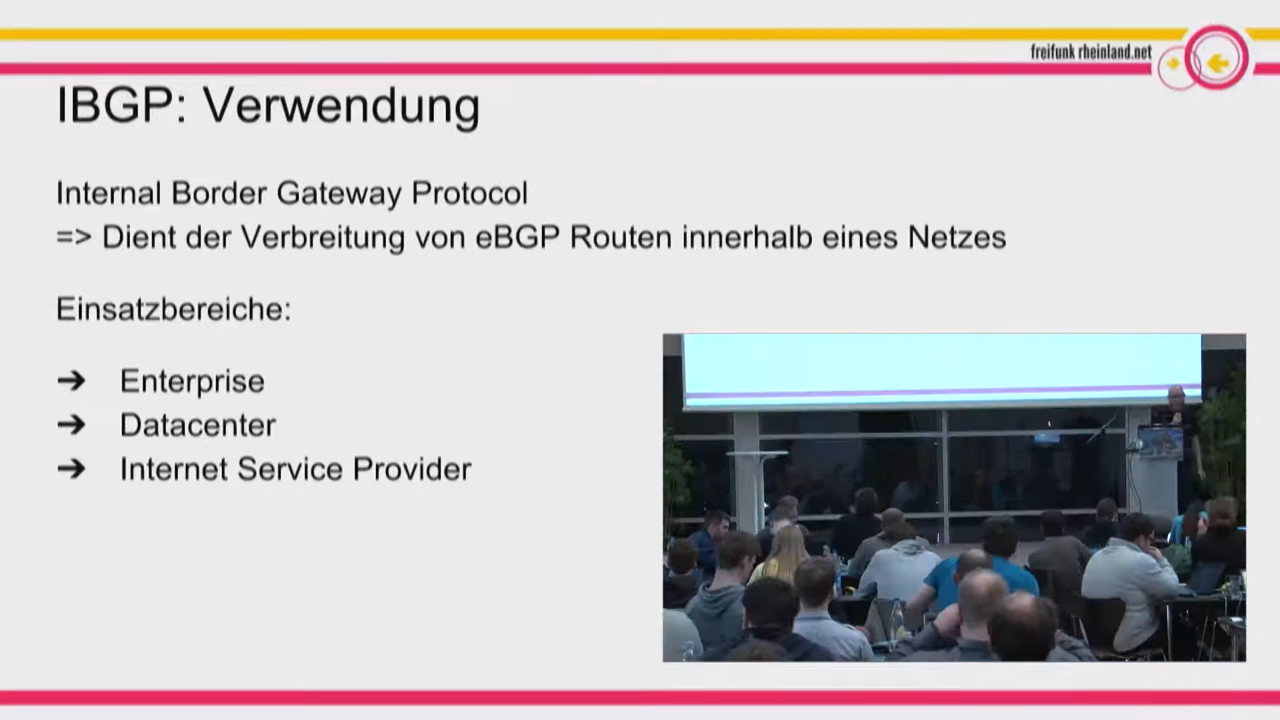 freifunk rheinland.net
IBGP: Verwendung
Internal Border Gateway Protocol
=> Dient der Verbreitung von eBGP Routen innerhalb eines Netzes
Einsatzbereiche:
➔ Enterprise
➔ Datacenter
➔ Internet Service Provider